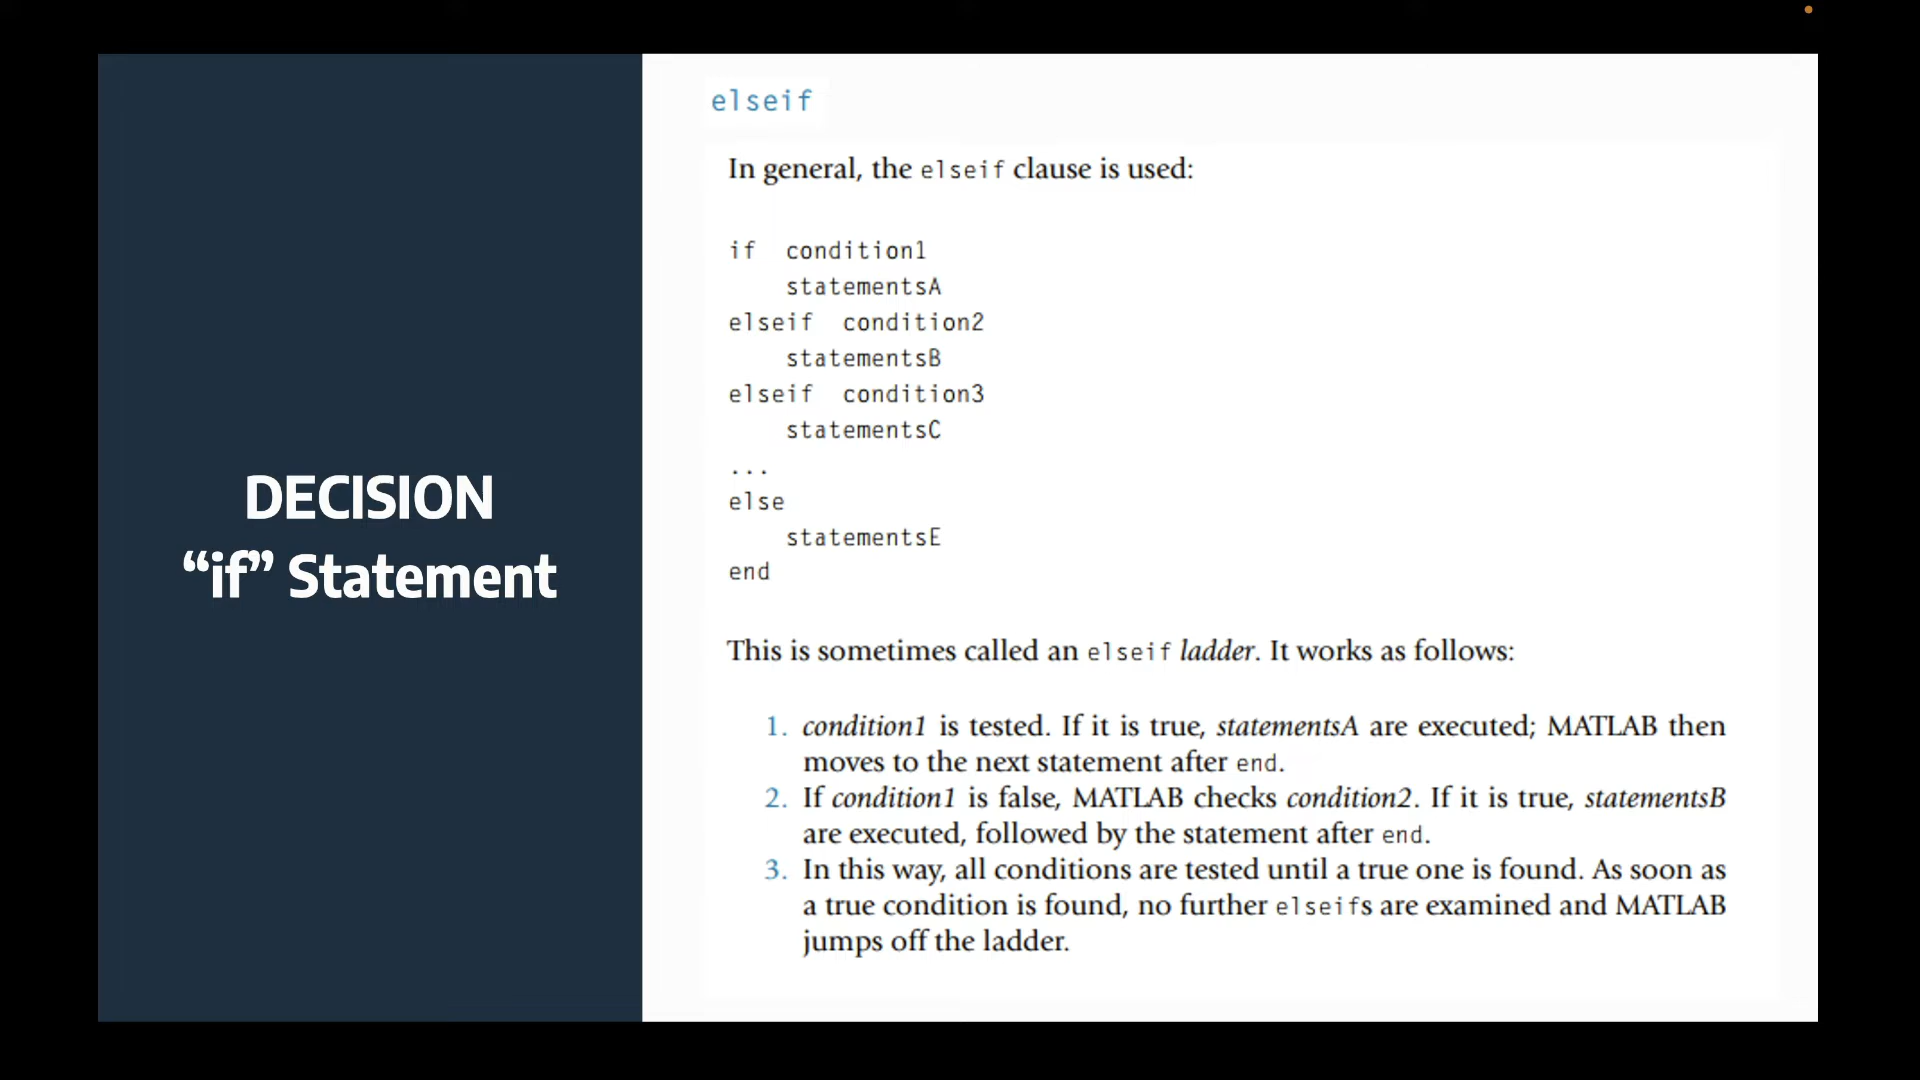 DECISION
“if” Statement
elseif
In general, the elseif clause is used:
if condition1
statementsA
elseif condition2
statementsB
elseif condition3
statementsC
...
else
statementsE
end
This is sometimes called an elseif ladder. It works as follows:
1. condition1 is tested. If it is true, statementsA are executed; MATLAB then
moves to the next statement after end.
2. If condition1 is false, MATLAB checks condition2. If it is true, statementsB
are executed, followed by the statement after end.
3. In this way, all conditions are tested until a true one is found. As soon as
a true condition is found, no further elseifs are examined and MATLAB
jumps off the ladder.